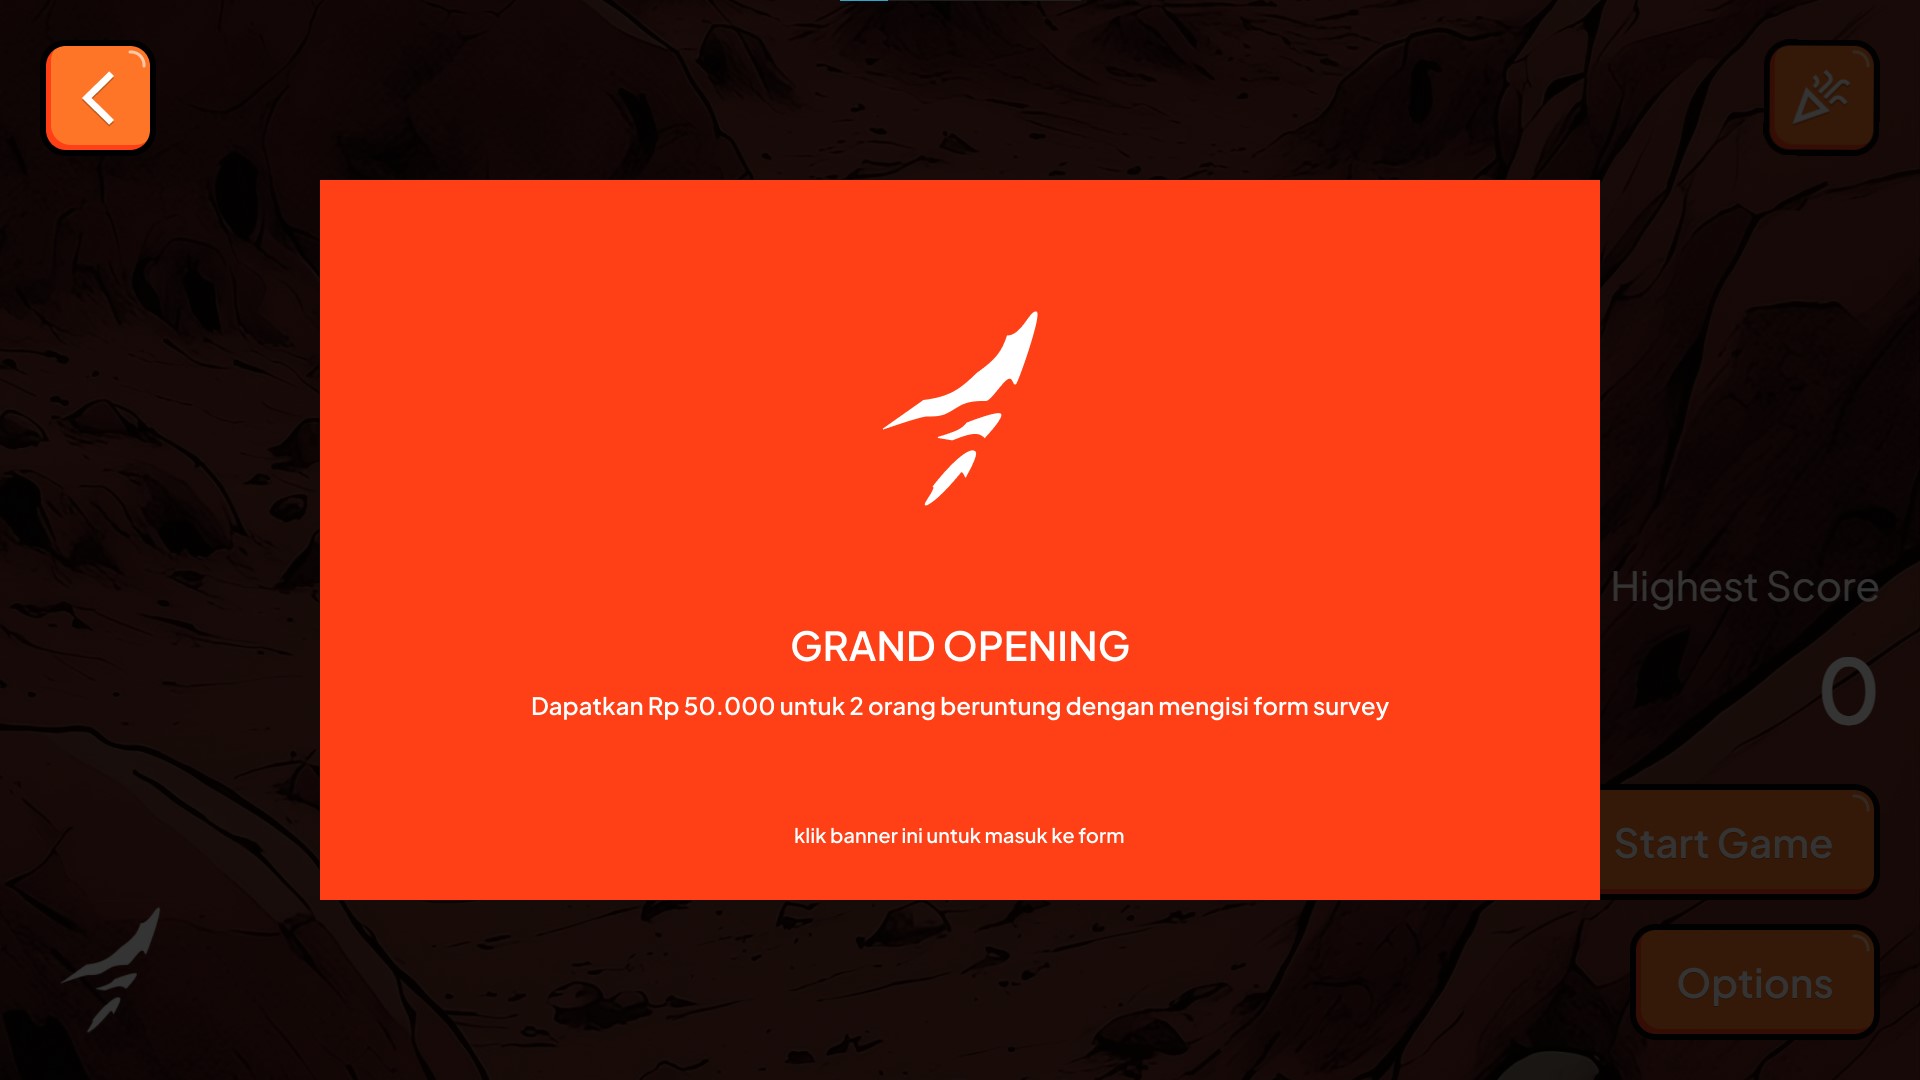 GRAND OPENING
Dapatkan Rp 50.000 untuk 2 orang beruntung dengan mengisi form survey
klik banner ini untuk masuk ke form
Highest Score
0
Start Game
Options